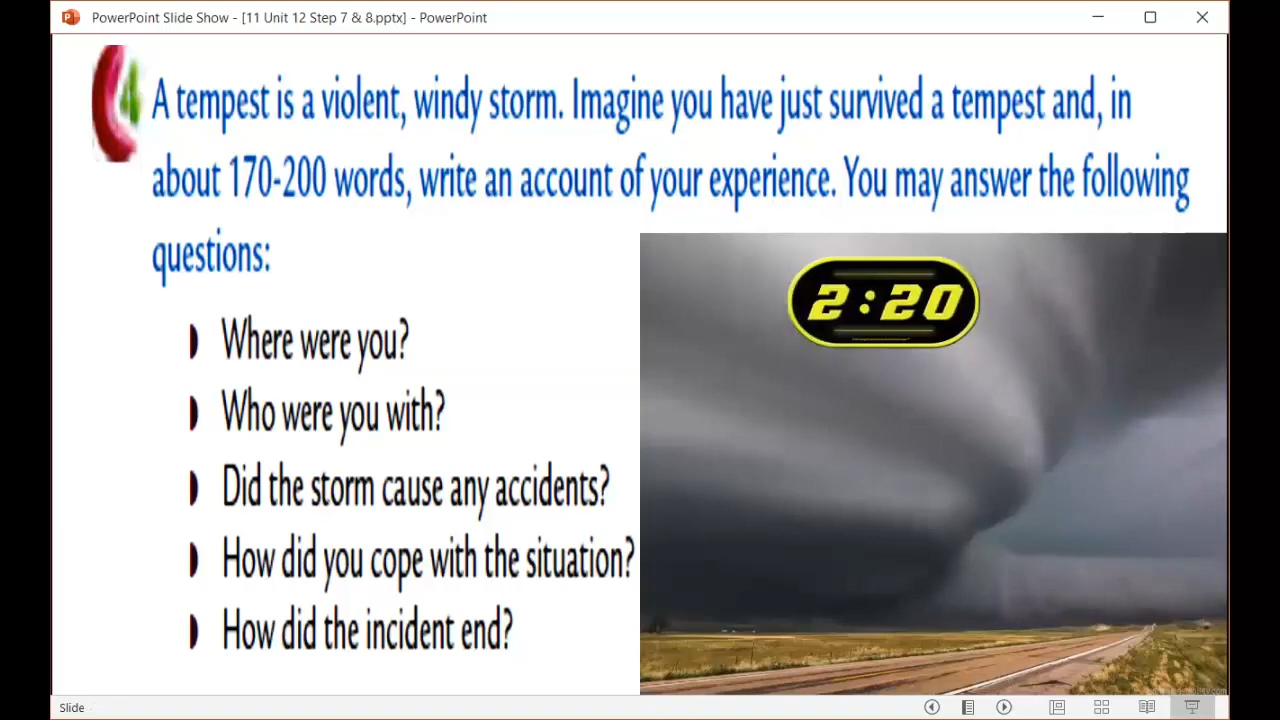 PowerPoint Slide Show - [11 Unit 12 Step 7 & 8.pptx] - PowerPoint
4 A tempest is a violent, windy storm. Imagine you have just survived a tempest and, in
about 170-200 words, write an account of your experience. You may answer the following
questions:
2:20
Where were you?
Who were you with?
Did the storm cause any accidents?
How did you cope with the situation?
How did the incident end?
Slide